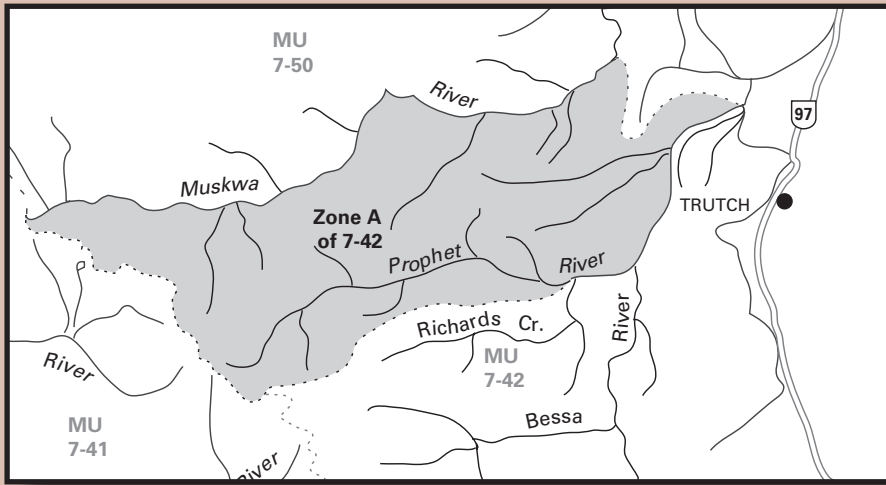 MU
7-50
River
97
Muskwa
TRUTCH
Zone A
of 7-42
Prophet
River
River
Richards Cr.
MU
7-42
River
Bessa
MU
7-41
River